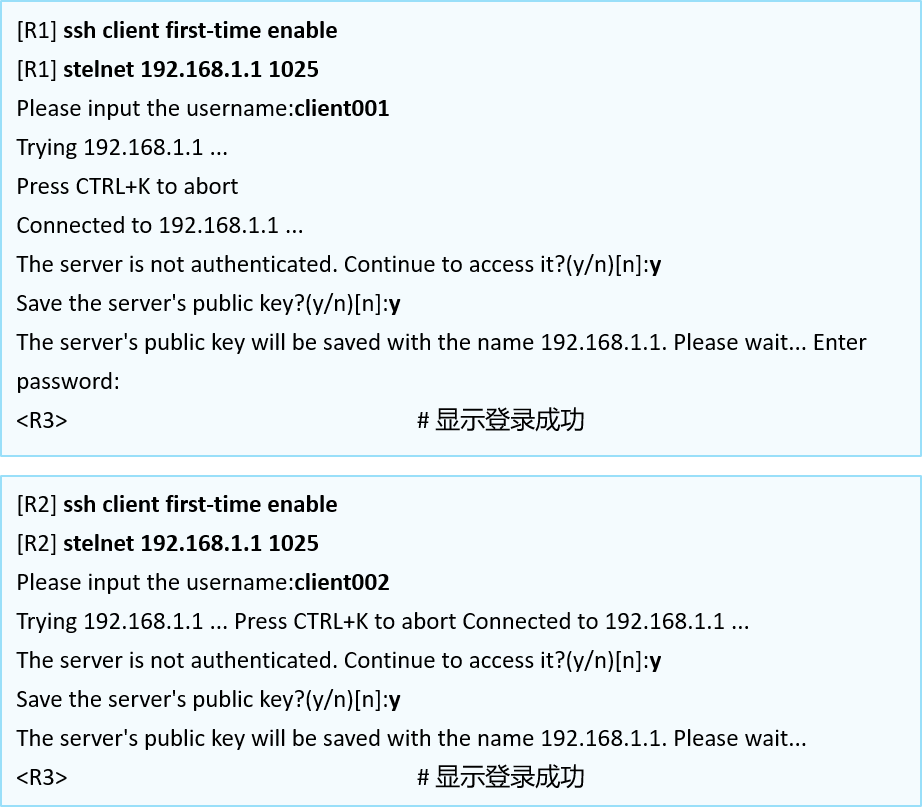 [R1] ssh client first-time enable
[R1] stelnet 192.168.1.1 1025
Please input the username:client001
Trying 192.168.1.1 ...
Press CTRL+K to abort
Connected to 192.168.1.1 ...
The server is not authenticated. Continue to access it?(y/n)[n]:y
Save the server's public key?(y/n)[n]:y
The server's public key will be saved with the name 192.168.1.1. Please wait... Enter
password:
<R3> # 显示登录成功
[R2] ssh client first-time enable
[R2] stelnet 192.168.1.1 1025
Please input the username:client002
Trying 192.168.1.1 ... Press CTRL+K to abort Connected to 192.168.1.1 ...
The server is not authenticated. Continue to access it?(y/n)[n]:y
Save the server's public key?(y/n)[n]:y
The server's public key will be saved with the name 192.168.1.1. Please wait...
<R3> # 显示登录成功